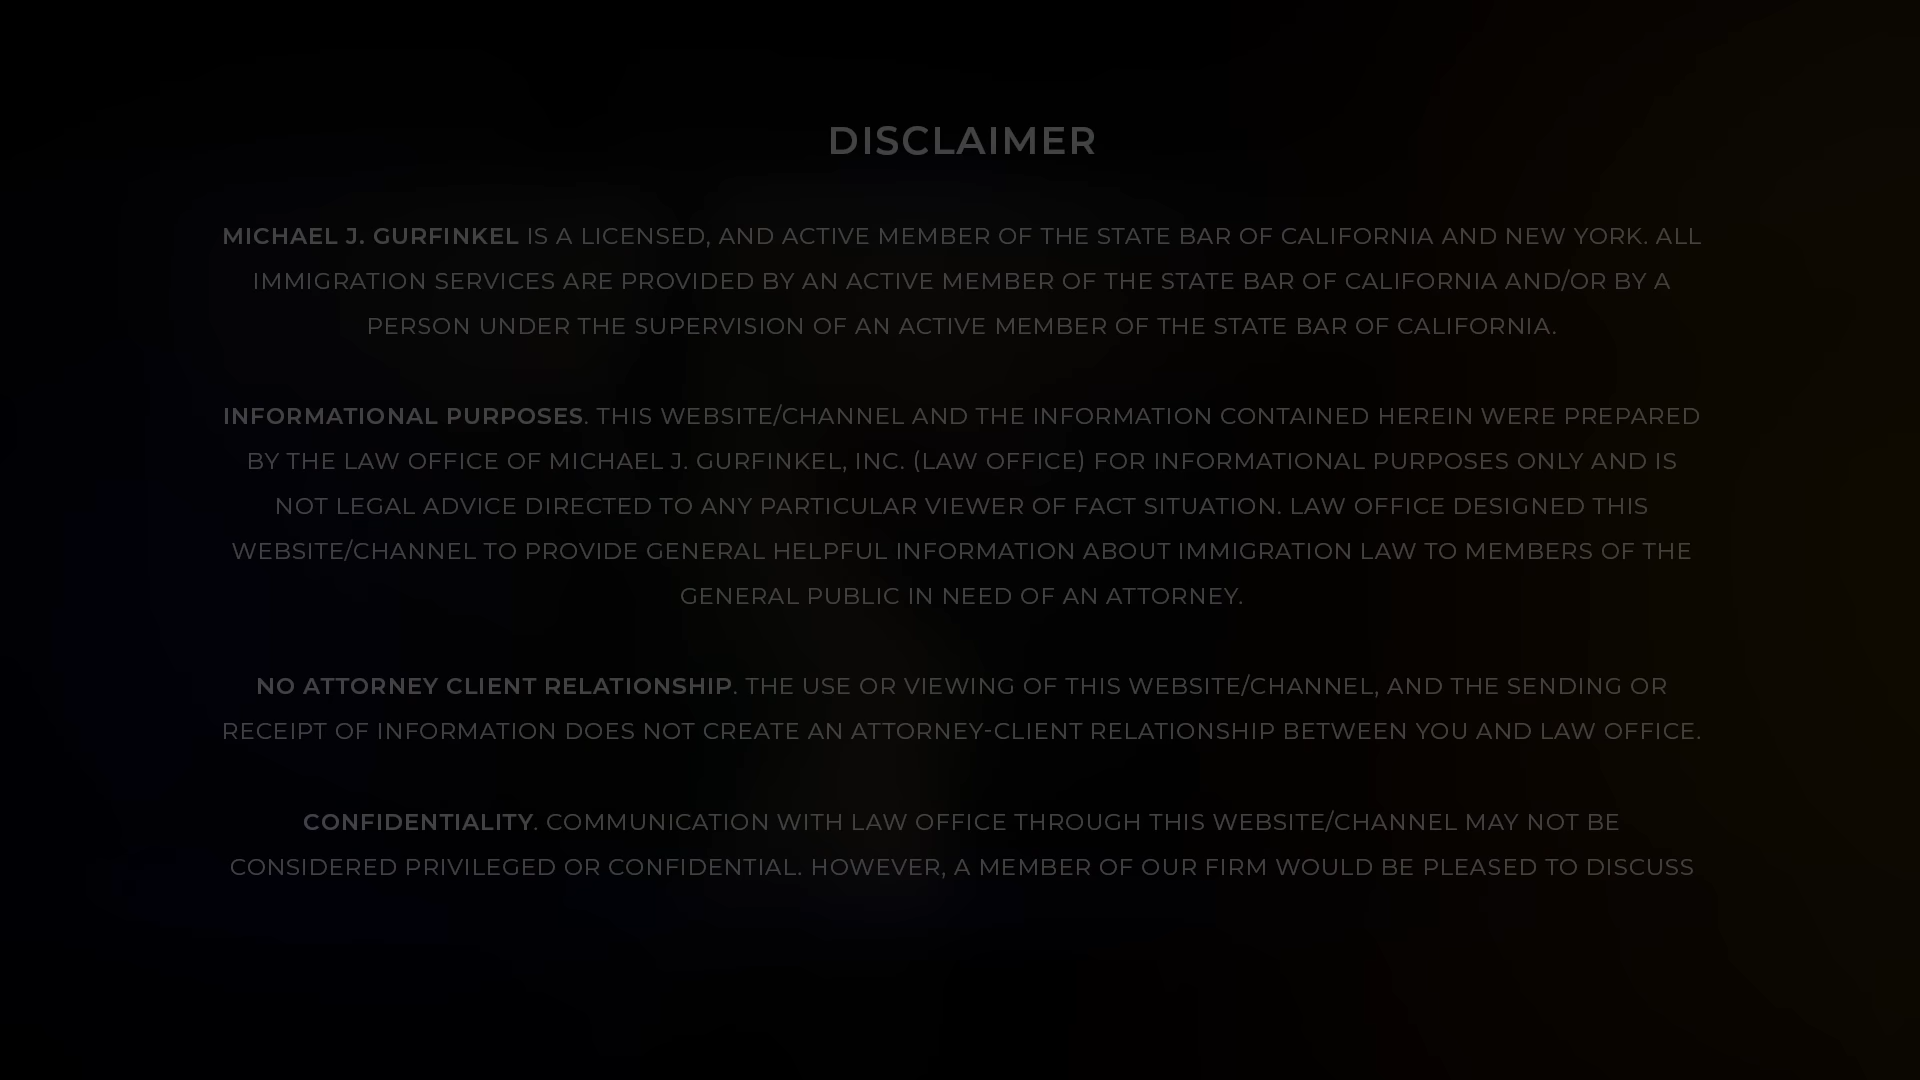 DISCLAIMER
MICHAEL J. GURFINKEL IS A LICENSED, AND ACTIVE MEMBER OF THE STATE BAR OF CALIFORNIA AND NEW YORK. ALL
IMMIGRATION SERVICES ARE PROVIDED BY AN ACTIVE MEMBER OF THE STATE BAR OF CALIFORNIA AND/OR BY A
PERSON UNDER THE SUPERVISION OF AN ACTIVE MEMBER OF THE STATE BAR OF CALIFORNIA.
INFORMATIONAL PURPOSES. THIS WEBSITE/CHANNEL AND THE INFORMATION CONTAINED HEREIN WERE PREPARED
BY THE LAW OFFICE OF MICHAEL J. GURFINKEL, INC. (LAW OFFICE) FOR INFORMATIONAL PURPOSES ONLY AND IS
NOT LEGAL ADVICE DIRECTED TO ANY PARTICULAR VIEWER OF FACT SITUATION. LAW OFFICE DESIGNED THIS
WEBSITE/CHANNEL TO PROVIDE GENERAL HELPFUL INFORMATION ABOUT IMMIGRATION LAW TO MEMBERS OF THE
GENERAL PUBLIC IN NEED OF AN ATTORNEY.
NO ATTORNEY CLIENT RELATIONSHIP. THE USE OR VIEWING OF THIS WEBSITE/CHANNEL, AND THE SENDING OR
RECEIPT OF INFORMATION DOES NOT CREATE AN ATTORNEY-CLIENT RELATIONSHIP BETWEEN YOU AND LAW OFFICE.
CONFIDENTIALITY. COMMUNICATION WITH LAW OFFICE THROUGH THIS WEBSITE/CHANNEL MAY NOT BE
CONSIDERED PRIVILEGED OR CONFIDENTIAL. HOWEVER, A MEMBER OF OUR FIRM WOULD BE PLEASED TO DISCUSS